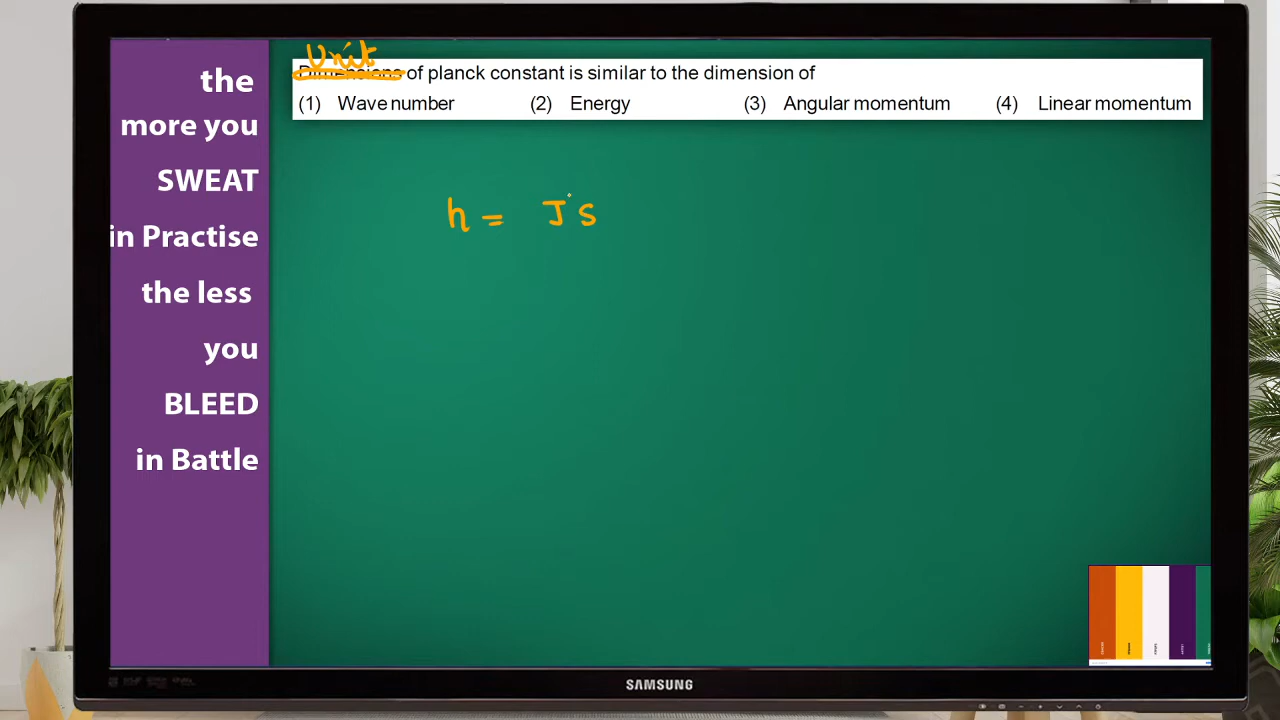 the
more you
SWEAT
in Practise
the less
you
BLEED
in Battle
Unit
Dimensions of planck constant is similar to the dimension of
(1) Wave number (2) Energy (3) Angular momentum (4) Linear momentum
h = J s
SAMSUNG